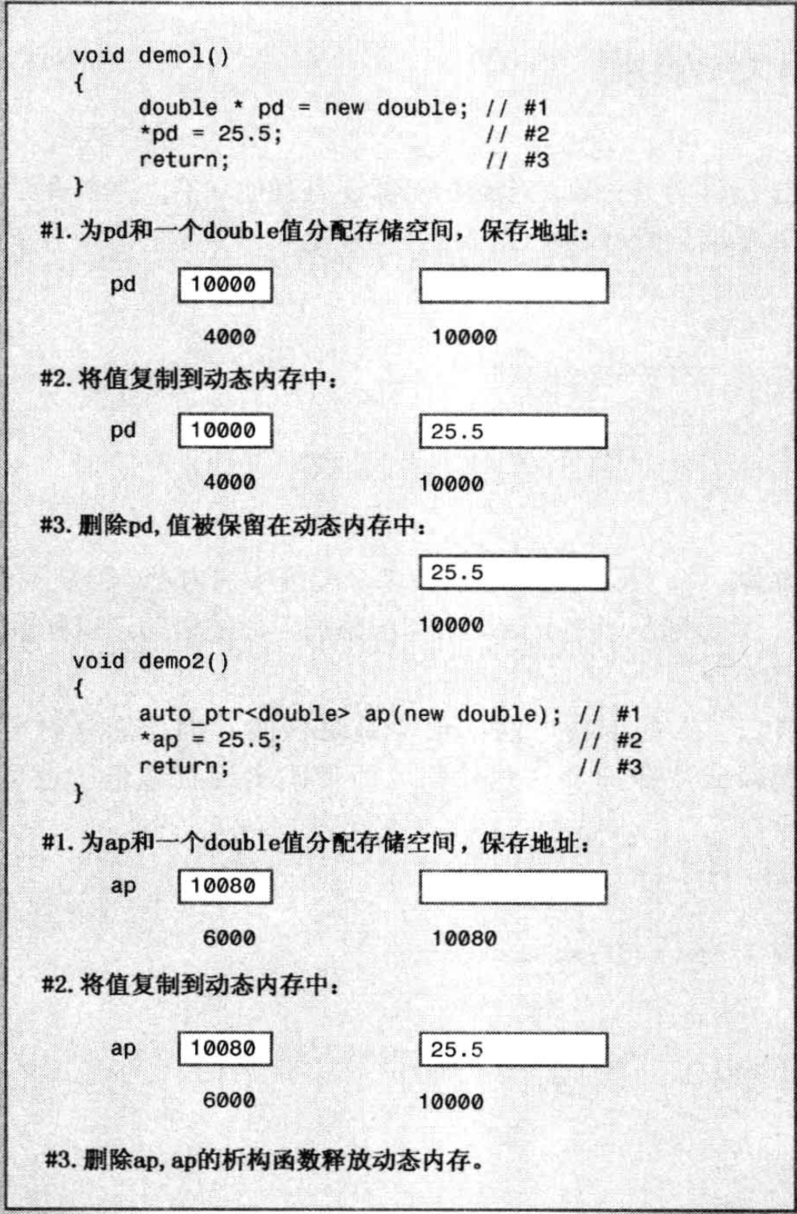 void demo1()
{
double * pd = new double; // #1
*pd = 25.5; // #2
return; // #3
}
#1. 为pd和一个double值分配存储空间，保存地址：
pd 10000
4000 10000
#2. 将值复制到动态内存中：
pd 10000 25.5
4000 10000
#3. 删除pd, 值被保留在动态内存中：
25.5
10000
void demo2()
{
auto_ptr<double> ap(new double); // #1
*ap = 25.5; // #2
return; // #3
}
#1. 为ap和一个double值分配存储空间，保存地址：
ap 10080
6000 10080
#2. 将值复制到动态内存中：
ap 10080 25.5
6000 10000
#3. 删除ap, ap的析构函数释放动态内存。